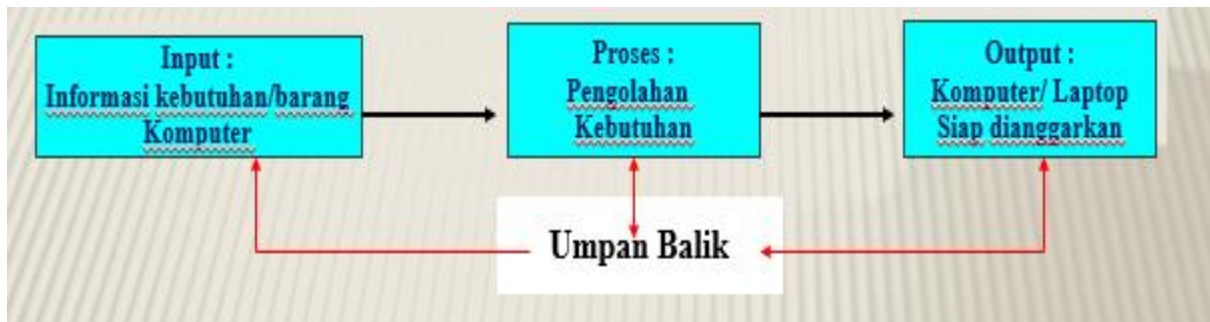 Input :
Informasi kebutuhan/barang
Komputer
Proses :
Pengolahan
Kebutuhan
Output :
Komputer/ Laptop
Siap dianggarkan
Umpan Balik